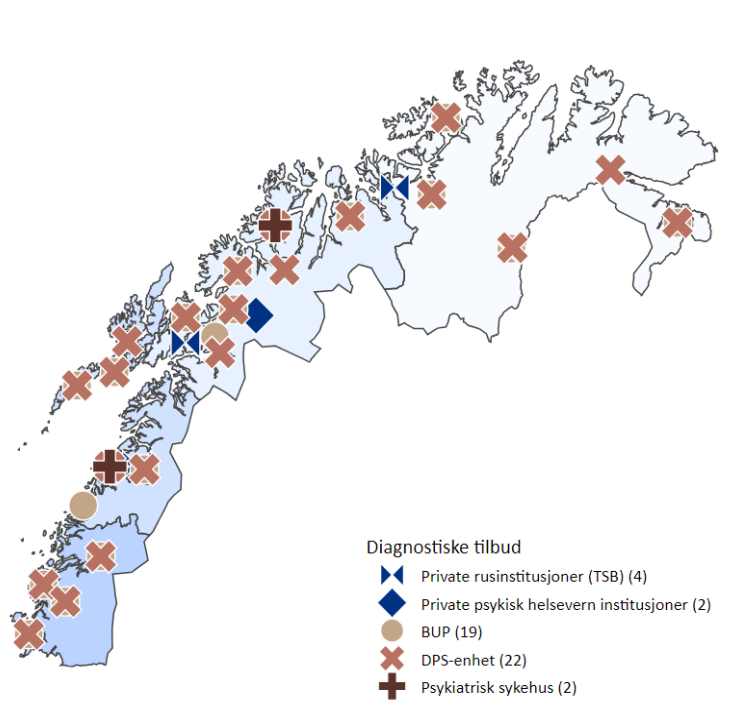 Diagnostiske tilbud
Private rusinstitusjoner (TSB) (4)
Private psykisk helsevern institusjoner (2)
BUP (19)
DPS-enhet (22)
Psykiatrisk sykehus (2)